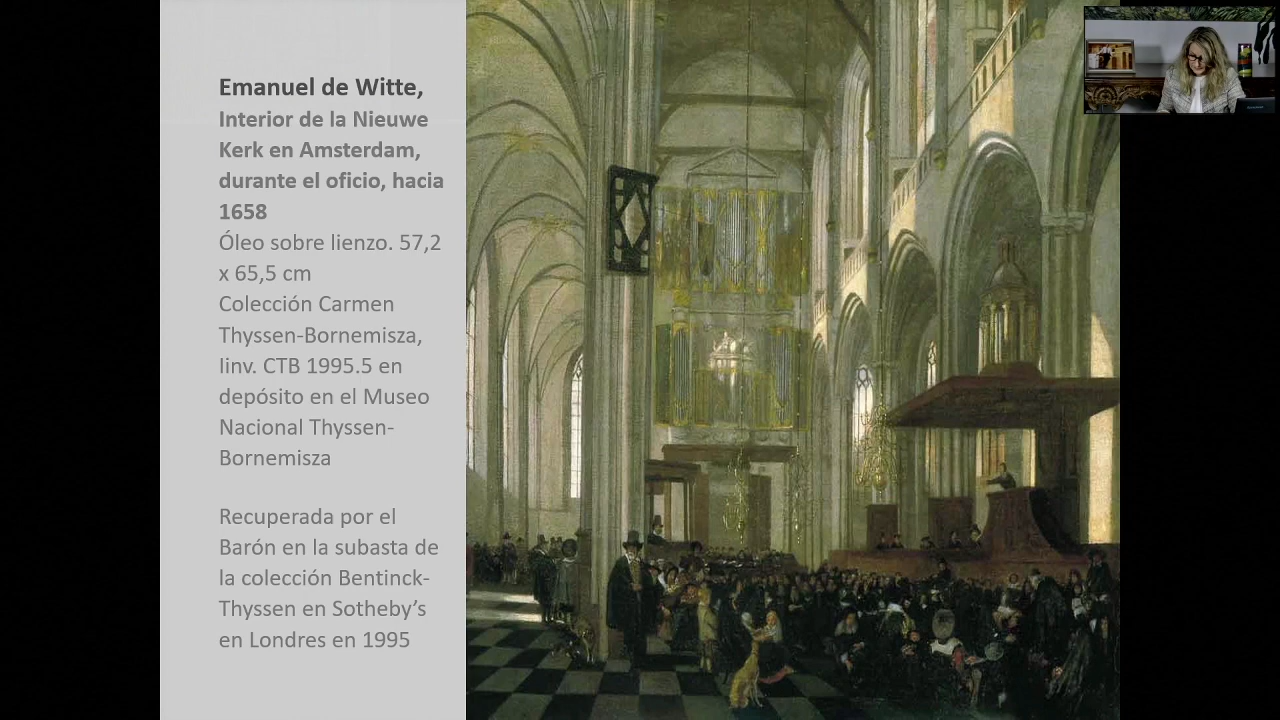 Emanuel de Witte,
Interior de la Nieuwe
Kerk en Amsterdam,
durante el oficio, hacia
1658
Óleo sobre lienzo. 57,2
x 65,5 cm
Colección Carmen
Thyssen-Bornemisza,
Iinv. CTB 1995.5 en
depósito en el Museo
Nacional Thyssen-
Bornemisza
Recuperada por el
Barón en la subasta de
la colección Bentinck-
Thyssen en Sotheby’s
en Londres en 1995